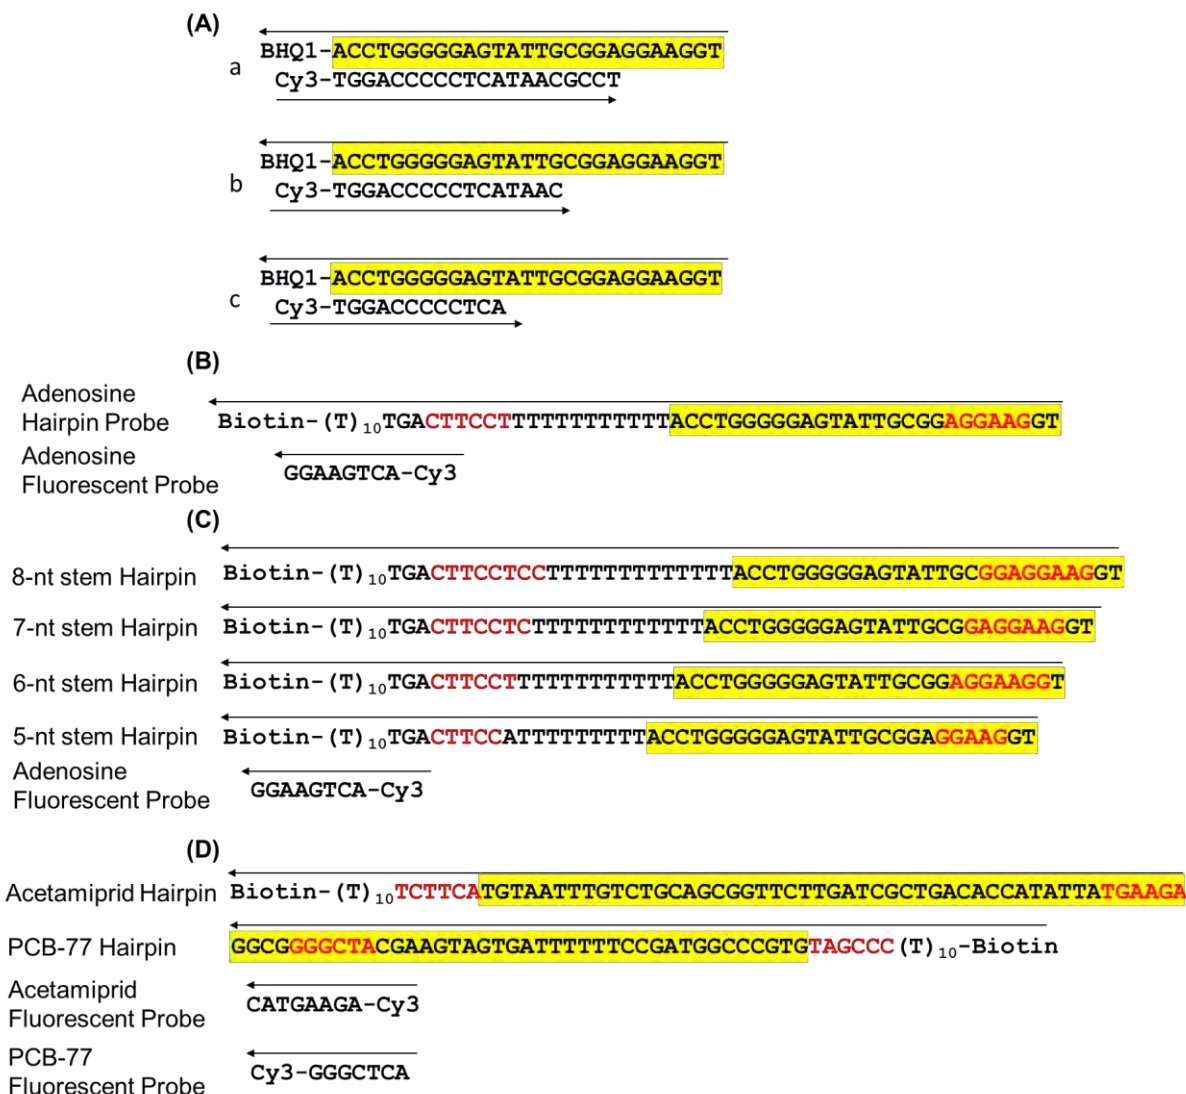 (A)
a
BHQ1-ACCTGGGGGAGTATTGCGGAGGAAGGT
Cy3-TGGACCCCCTCATAACGCCT
b
BHQ1-ACCTGGGGGAGTATTGCGGAGGAAGGT
Cy3-TGGACCCCCTCATAAC
c
BHQ1-ACCTGGGGGAGTATTGCGGAGGAAGGT
Cy3-TGGACCCCCTCA
(B)
Adenosine
Hairpin Probe
Biotin-(T)10TGACTTCCTTTTTTTTTTTTACCTGGGGGAGTATTGCGGAGGAAGGT
Adenosine
Fluorescent Probe
GGAAGTCA-Cy3
(C)
8-nt stem Hairpin Biotin-(T)10TGACTTCCTCCTTTTTTTTTTTTTACCTGGGGGAGTATTGCGGAGGAAGGT
7-nt stem Hairpin Biotin-(T)10TGACTTCCTCTTTTTTTTTTTTACCTGGGGGAGTATTGCGGAGGAAGGT
6-nt stem Hairpin Biotin-(T)10TGACTTCCTTTTTTTTTTTTACCTGGGGGAGTATTGCGGAGGAAGGT
5-nt stem Hairpin Biotin-(T)10TGACTTCCATTTTTTTTTACCTGGGGGAGTATTGCGGAGGAAGGT
Adenosine
Fluorescent Probe
GGAAGTCA-Cy3
(D)
Acetamiprid Hairpin Biotin-(T)10TCTTCATGTAATTTGTCTGCAGCGGTTCTTGATCGCTGACACCATATTATGAAGA
PCB-77 Hairpin GGCGGGGCTACGAAGTAGTGATTTTTTCCGATGGCCCGTGTAGCCC(T)10-Biotin
Acetamiprid
Fluorescent Probe
CATGAAGA-Cy3
PCB-77
Fluorescent Probe
Cy3-GGGCTCA